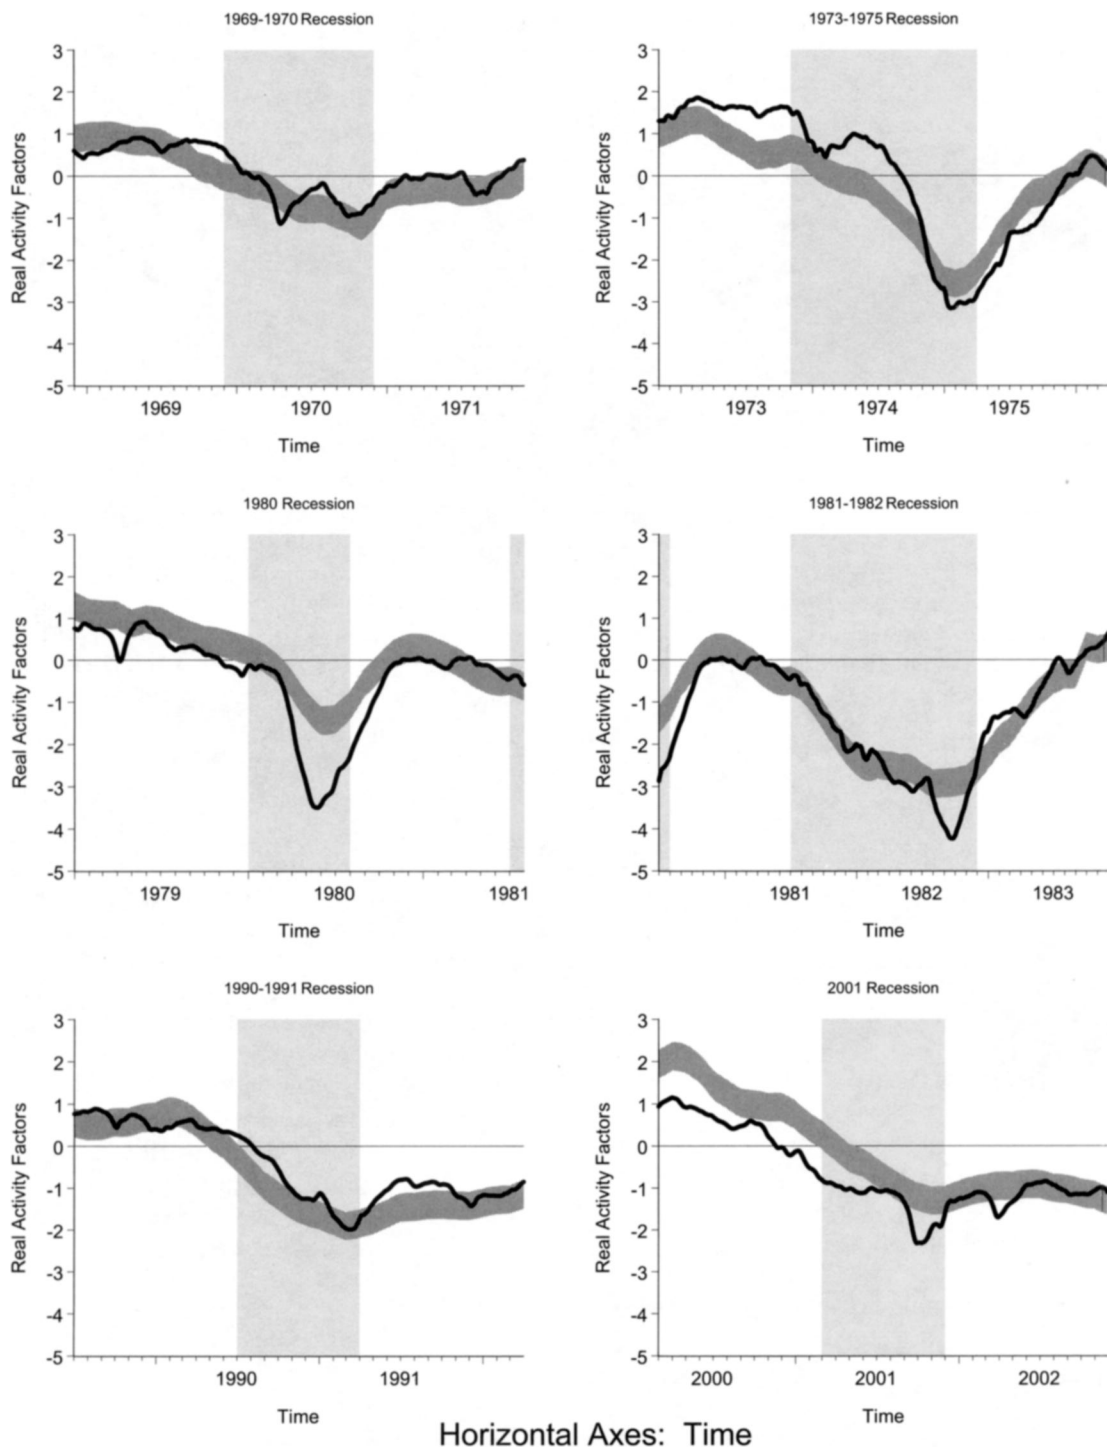 1969-1970 Recession
3
2
1
0
-1
-2
-3
-4
-5
Real Activity Factors
1969 1970 1971
Time
1973-1975 Recession
3
2
1
0
-1
-2
-3
-4
-5
Real Activity Factors
1973 1974 1975
Time
1980 Recession
3
2
1
0
-1
-2
-3
-4
-5
Real Activity Factors
1979 1980 1981
Time
1981-1982 Recession
3
2
1
0
-1
-2
-3
-4
-5
Real Activity Factors
1981 1982 1983
Time
1990-1991 Recession
3
2
1
0
-1
-2
-3
-4
-5
Real Activity Factors
1990 1991
Time
2001 Recession
3
2
1
0
-1
-2
-3
-4
-5
Real Activity Factors
2000 2001 2002
Time
Horizontal Axes: Time